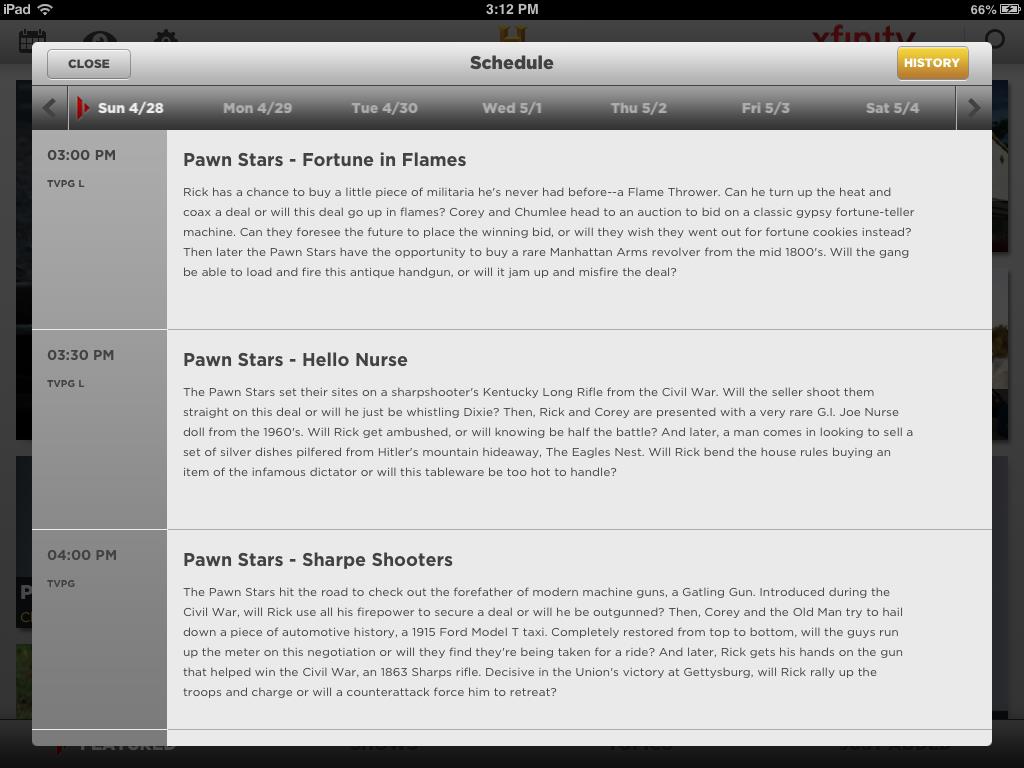 iPad 3:12 PM 66%
xfinity
CLOSE Schedule HISTORY
Sun 4/28 Mon 4/29 Tue 4/30 Wed 5/1 Thu 5/2 Fri 5/3 Sat 5/4
03:00 PM
TVPG L
Pawn Stars - Fortune in Flames
Rick has a chance to buy a little piece of militaria he's never had before--a Flame Thrower. Can he turn up the heat and
coax a deal or will this deal go up in flames? Corey and Chumlee head to an auction to bid on a classic gypsy fortune-teller
machine. Can they foresee the future to place the winning bid, or will they wish they went out for fortune cookies instead?
Then later the Pawn Stars have the opportunity to buy a rare Manhattan Arms revolver from the mid 1800's. Will the gang
be able to load and fire this antique handgun, or will it jam up and misfire the deal?
03:30 PM
TVPG L
Pawn Stars - Hello Nurse
The Pawn Stars set their sites on a sharpshooter's Kentucky Long Rifle from the Civil War. Will the seller shoot them
straight on this deal or will he just be whistling Dixie? Then, Rick and Corey are presented with a very rare G.I. Joe Nurse
doll from the 1960's. Will Rick get ambushed, or will knowing be half the battle? And later, a man comes in looking to sell a
set of silver dishes pilfered from Hitler's mountain hideaway, The Eagles Nest. Will Rick bend the house rules buying an
item of the infamous dictator or will this tableware be too hot to handle?
04:00 PM
TVPG
Pawn Stars - Sharpe Shooters
The Pawn Stars hit the road to check out the forefather of modern machine guns, a Gatling Gun. Introduced during the
Civil War, will Rick use all his firepower to secure a deal or will he be outgunned? Then, Corey and the Old Man try to hail
down a piece of automotive history, a 1915 Ford Model T taxi. Completely restored from top to bottom, will the guys run
up the meter on this negotiation or will they find they're being taken for a ride? And later, Rick gets his hands on the gun
that helped win the Civil War, an 1863 Sharps rifle. Decisive in the Union's victory at Gettysburg, will Rick rally up the
troops and charge or will a counterattack force him to retreat?
FEATURED SHOWS TOPICS JUST ADDED